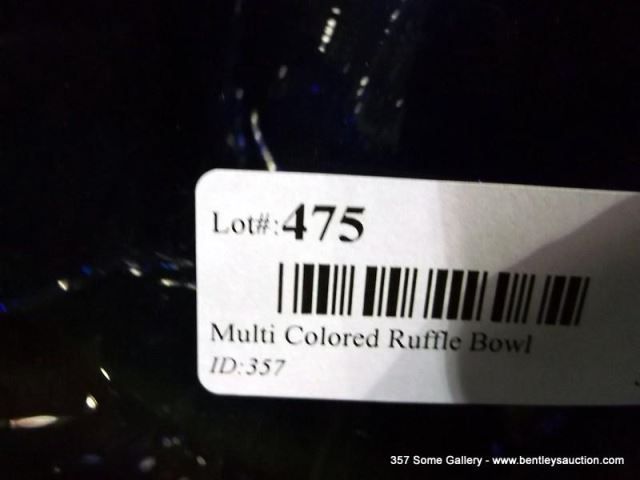 Lot#:475
Multi Colored Ruffle Bowl
ID:357
357 Some Gallery - www.bentleysauction.com